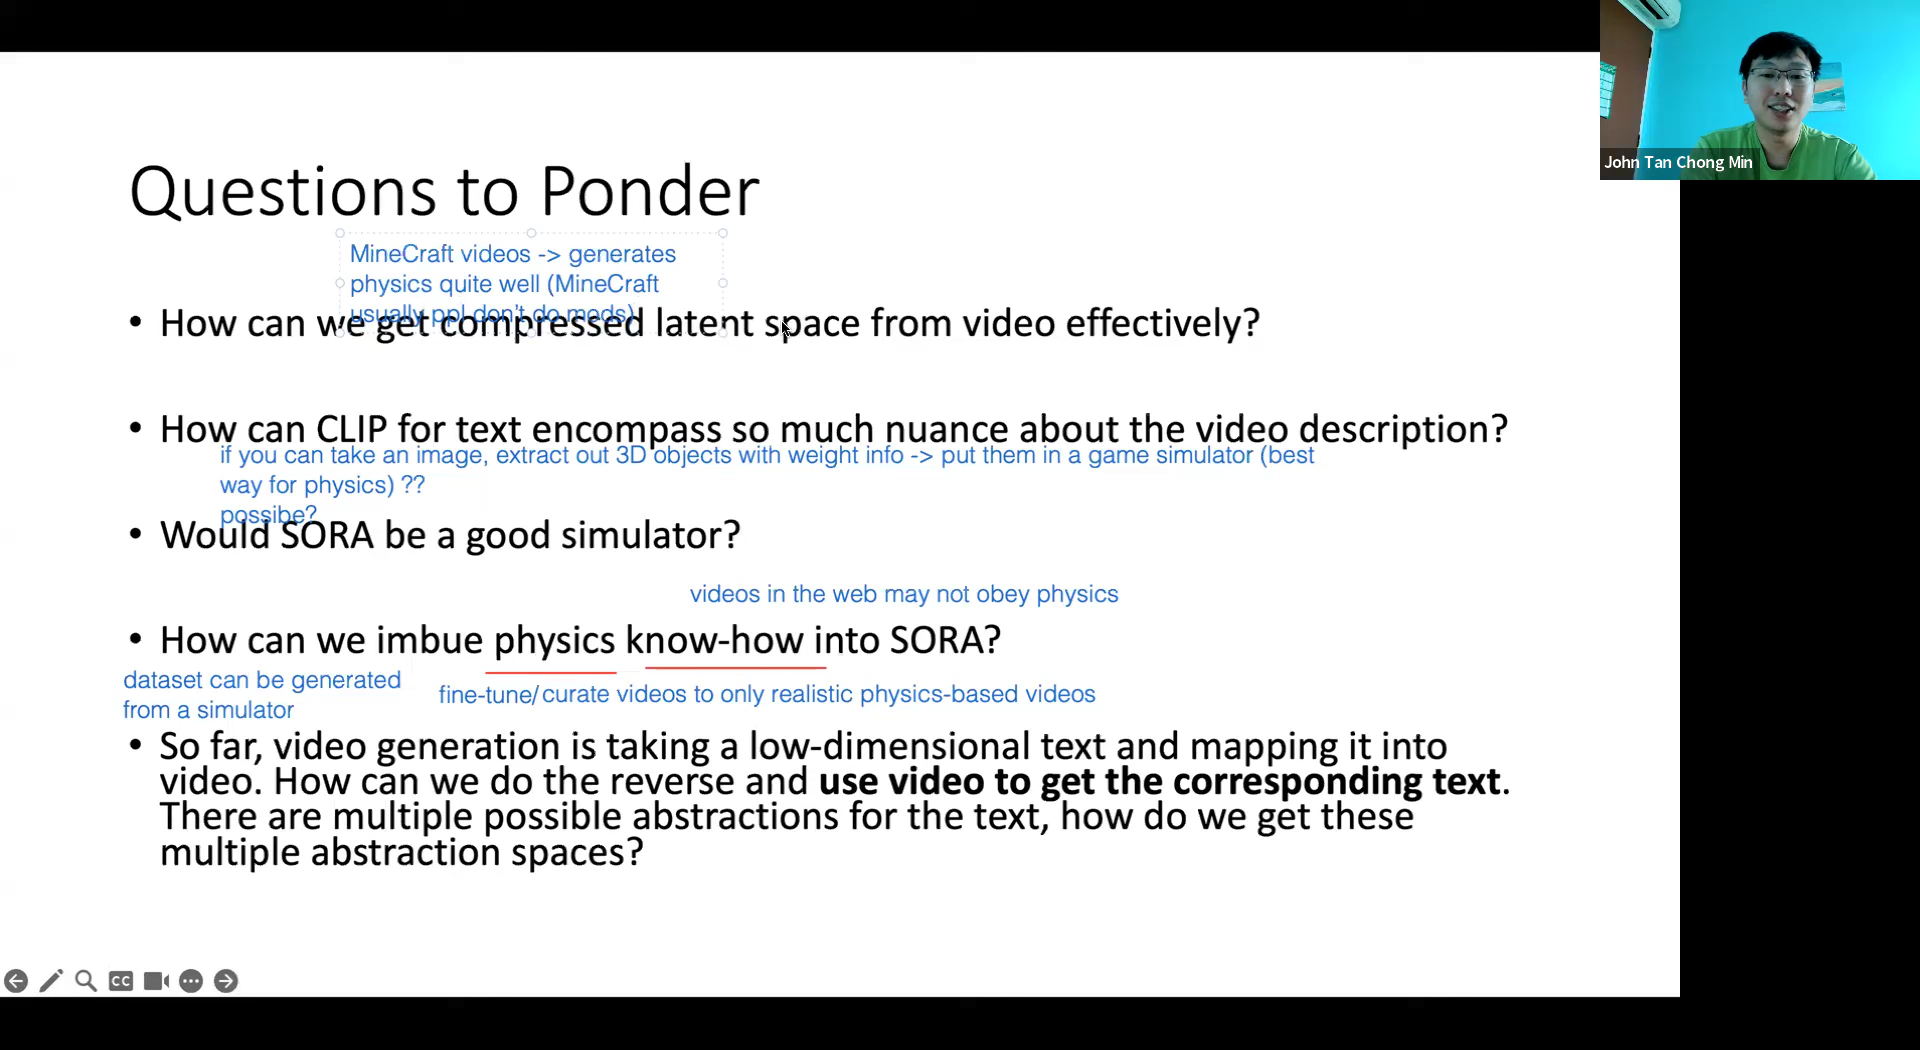 John Tan Chong Min
Questions to Ponder
MineCraft videos -> generates
physics quite well (MineCraft
usually ppl don't do mods)
• How can we get compressed latent space from video effectively?
• How can CLIP for text encompass so much nuance about the video description?
if you can take an image, extract out 3D objects with weight info -> put them in a game simulator (best
way for physics) ??
possibe?
• Would SORA be a good simulator?
videos in the web may not obey physics
• How can we imbue physics know-how into SORA?
dataset can be generated
from a simulator
fine-tune/curate videos to only realistic physics-based videos
• So far, video generation is taking a low-dimensional text and mapping it into
video. How can we do the reverse and use video to get the corresponding text.
There are multiple possible abstractions for the text, how do we get these
multiple abstraction spaces?
CC